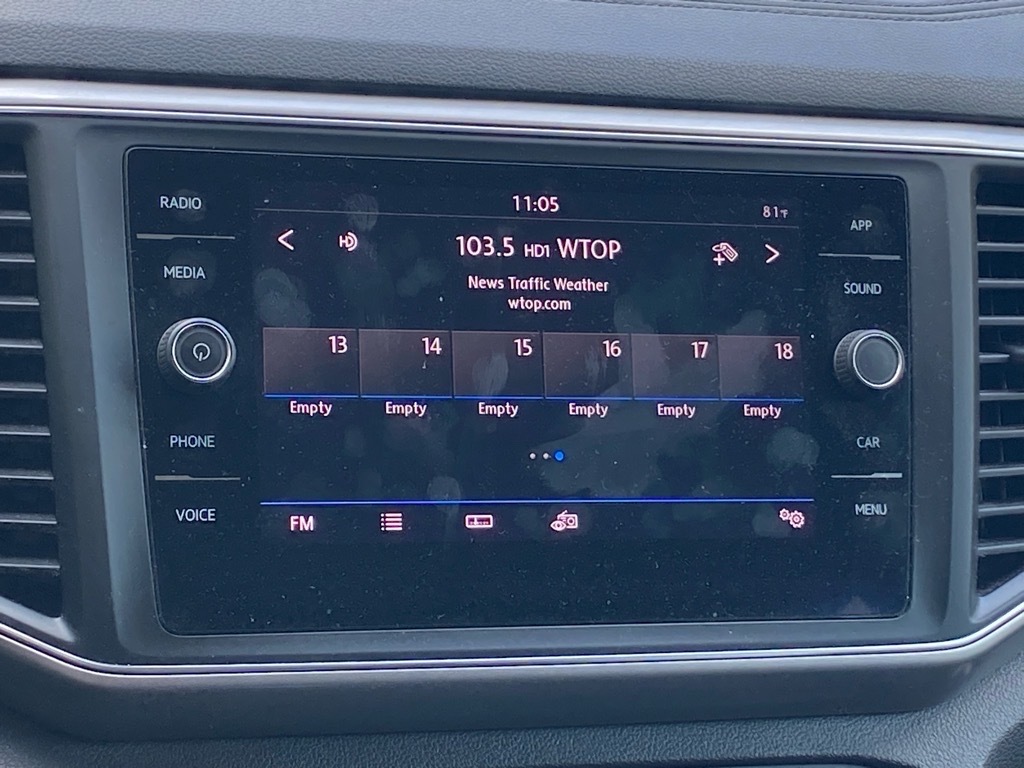 RADIO
MEDIA
PHONE
VOICE
11:05
81°F
HD
103.5 HD1 WTOP
News Traffic Weather
wtop.com
13 14 15 16 17 18
Empty Empty Empty Empty Empty Empty
FM
APP
SOUND
CAR
MENU